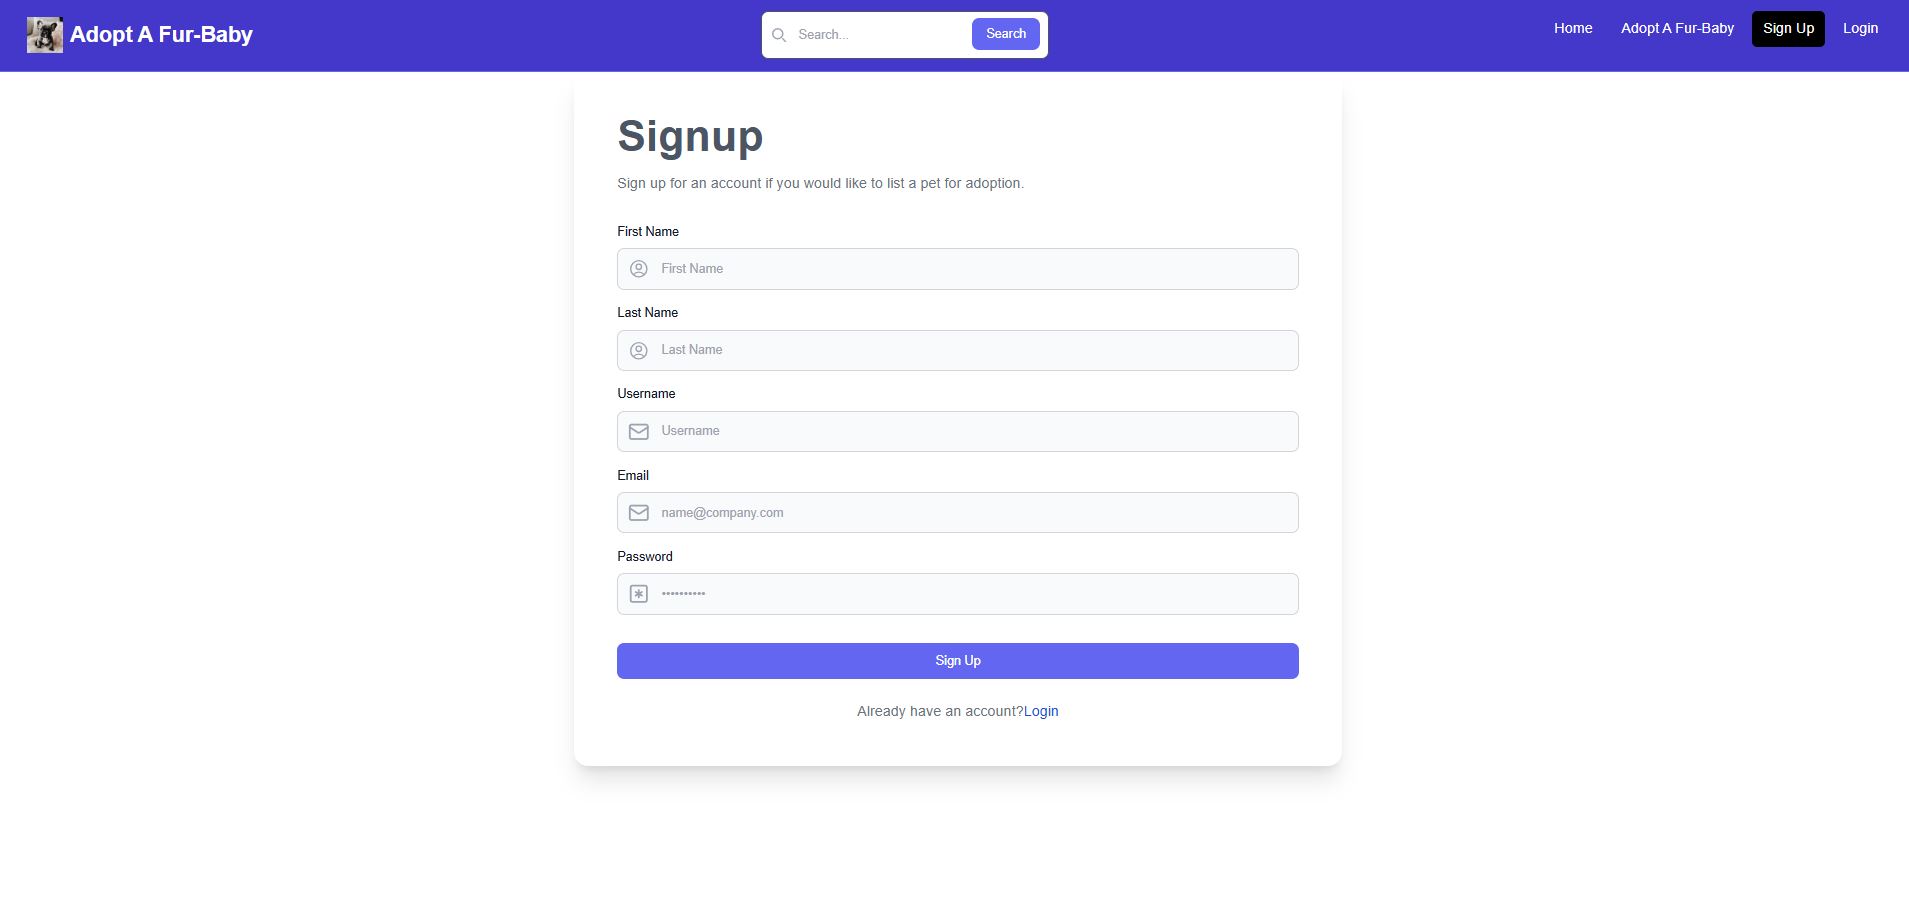 Adopt A Fur-Baby
Search...
Search
Home
Adopt A Fur-Baby
Sign Up
Login
Signup
Sign up for an account if you would like to list a pet for adoption.
First Name
First Name
Last Name
Last Name
Username
Username
Email
name@company.com
Password
••••••••••
Sign Up
Already have an account?Login